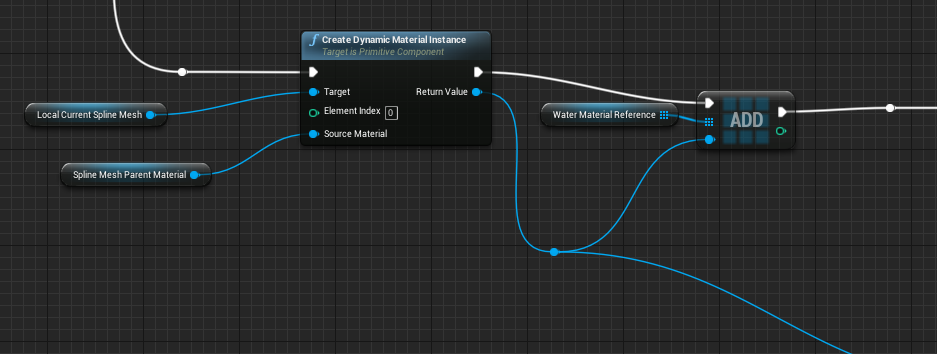 Create Dynamic Material Instance
Target is Primitive Component
Target
Return Value
Element Index 0
Source Material
Local Current Spline Mesh
Spline Mesh Parent Material
Water Material Reference
ADD